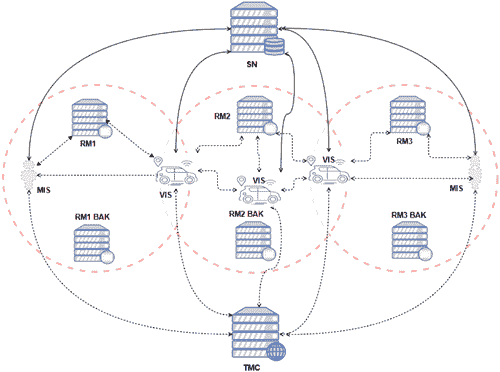 SN
RM1
RM2
RM3
VIS
MIS
VIS
VIS
MIS
RM1 BAK
RM2 BAK
RM3 BAK
TMC